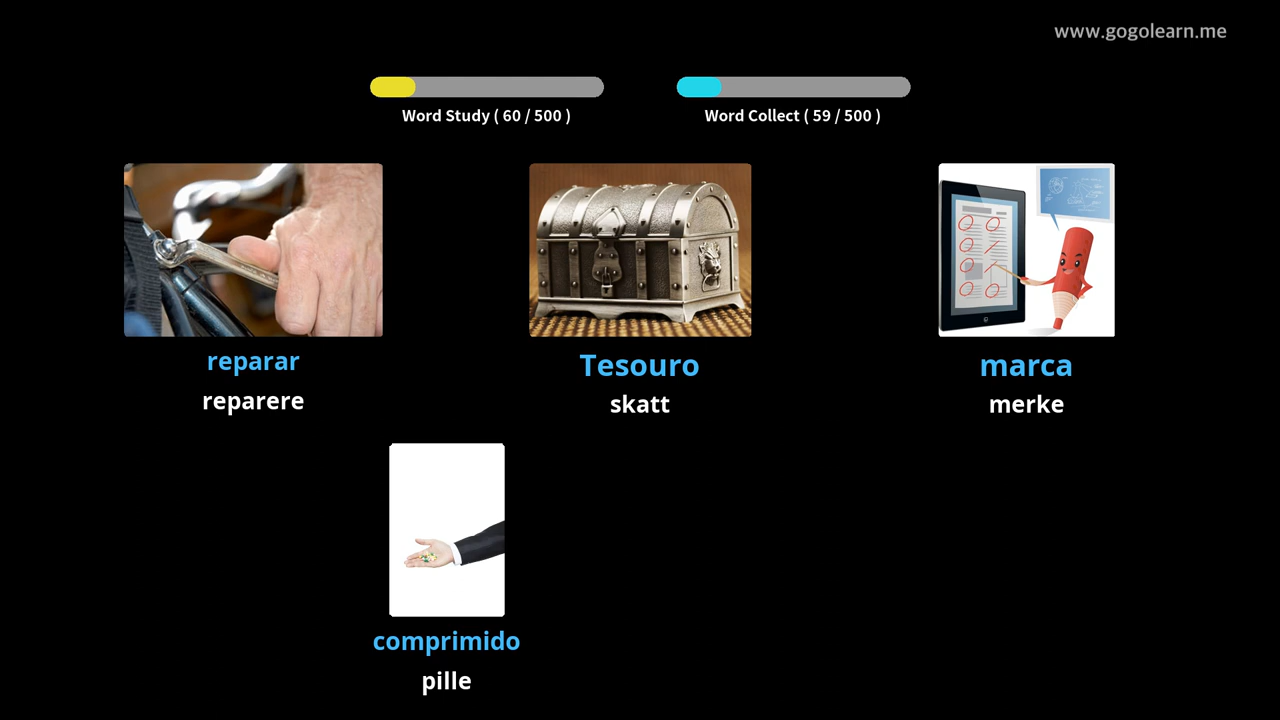 www.gogolearn.me
Word Study ( 60 / 500 )
Word Collect ( 59 / 500 )
reparar
reparere
Tesouro
skatt
marca
merke
comprimido
pille